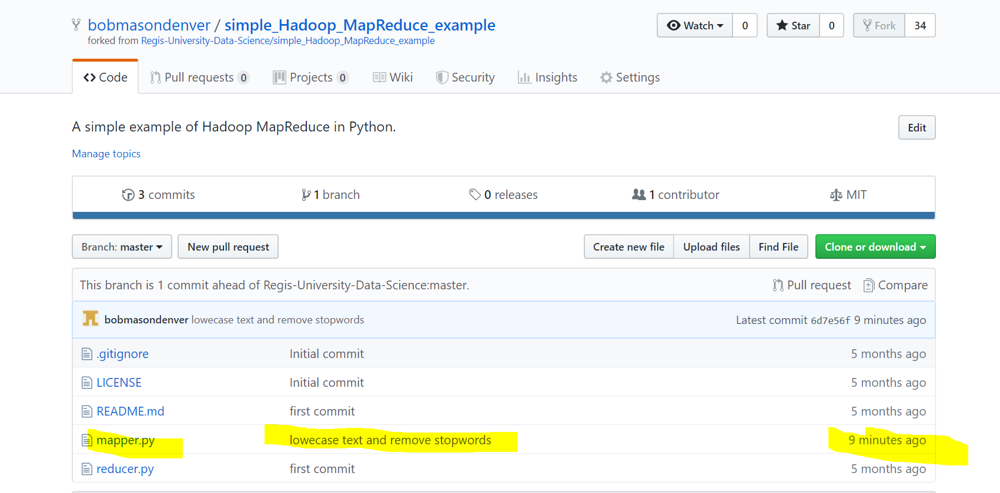 bobmasondenver / simple_Hadoop_MapReduce_example
Watch 0 Star 0 Fork 34
forked from Regis-University-Data-Science/simple_Hadoop_MapReduce_example
Code Pull requests 0 Projects 0 Wiki Security Insights Settings
A simple example of Hadoop MapReduce in Python.
Edit
Manage topics
3 commits 1 branch 0 releases 1 contributor MIT
Branch: master New pull request Create new file Upload files Find File Clone or download
This branch is 1 commit ahead of Regis-University-Data-Science:master. Pull request Compare
bobmasondenver lowecase text and remove stopwords Latest commit 6d7e56f 9 minutes ago
.gitignore Initial commit 5 months ago
LICENSE Initial commit 5 months ago
README.md first commit 5 months ago
mapper.py lowecase text and remove stopwords 9 minutes ago
reducer.py first commit 5 months ago